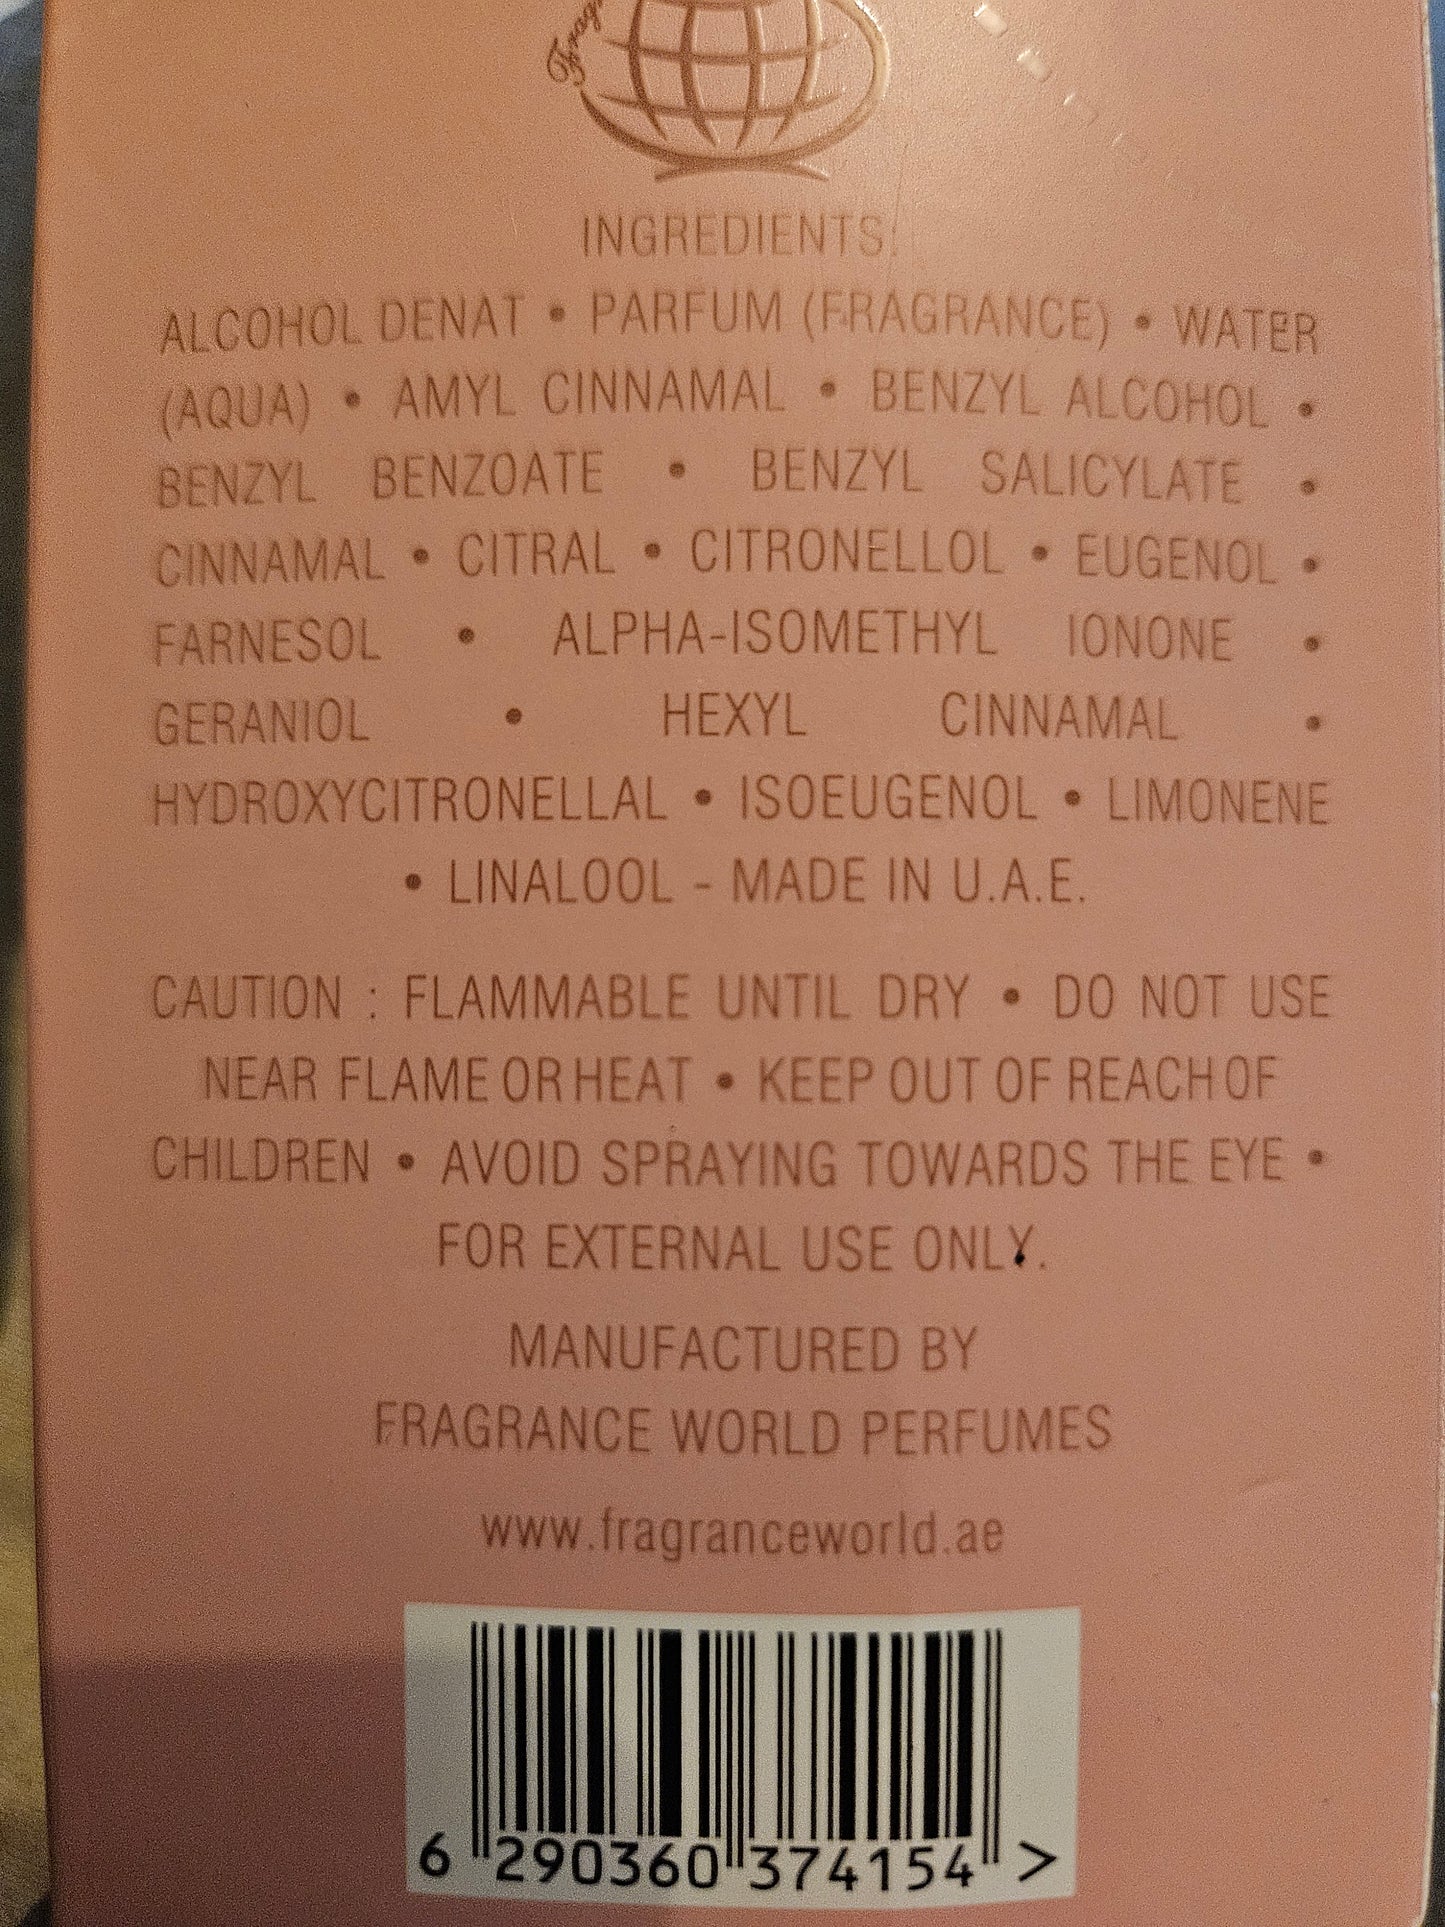 INGREDIENTS:
ALCOHOL DENAT • PARFUM (FRAGRANCE) • WATER
(AQUA) • AMYL CINNAMAL • BENZYL ALCOHOL •
BENZYL BENZOATE • BENZYL SALICYLATE •
CINNAMAL • CITRAL • CITRONELLOL • EUGENOL •
FARNESOL • ALPHA-ISOMETHYL IONONE •
GERANIOL • HEXYL CINNAMAL •
HYDROXYCITRONELLAL • ISOEUGENOL • LIMONENE
• LINALOOL - MADE IN U.A.E.
CAUTION : FLAMMABLE UNTIL DRY • DO NOT USE
NEAR FLAME OR HEAT • KEEP OUT OF REACH OF
CHILDREN • AVOID SPRAYING TOWARDS THE EYE •
FOR EXTERNAL USE ONLY.
MANUFACTURED BY
FRAGRANCE WORLD PERFUMES
www.fragranceworld.ae
6 290360 374154 >